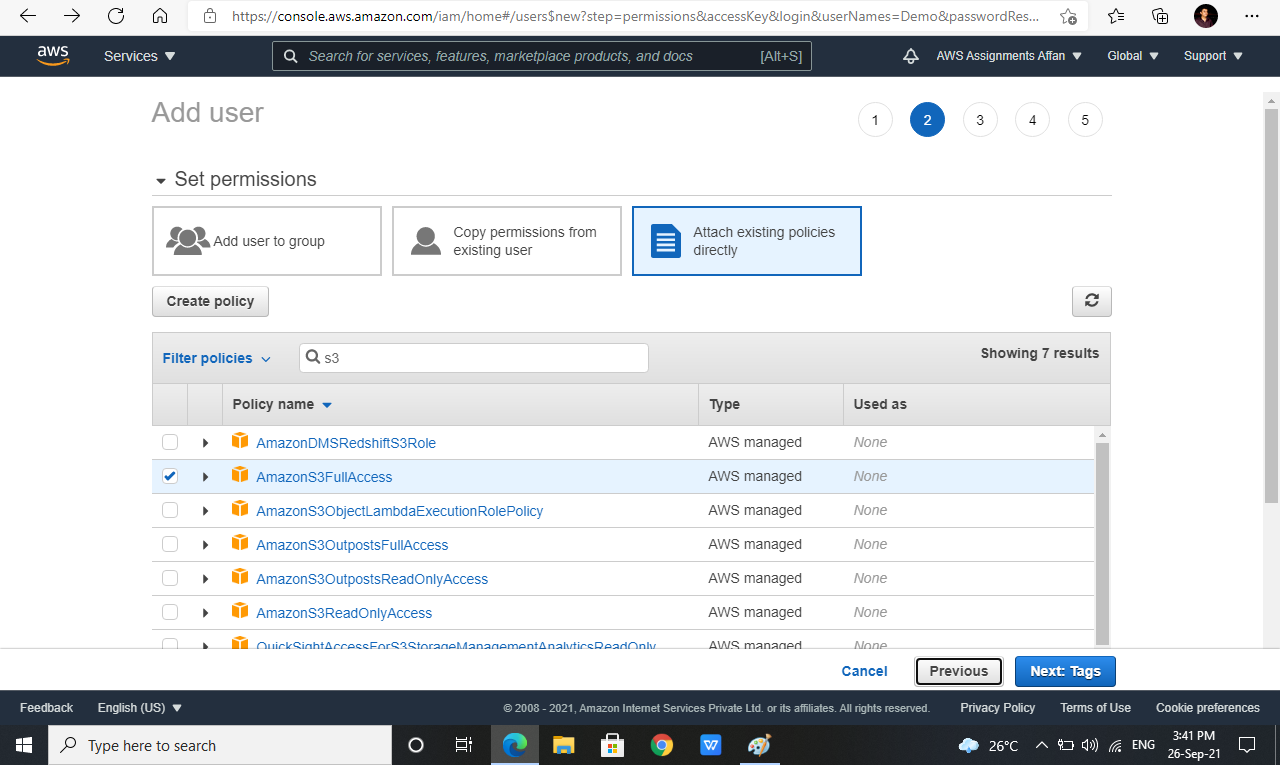 https://console.aws.amazon.com/iam/home#/users$new?step=permissions&accessKey&login&userNames=Demo&passwordRes...
aws
Services
Search for services, features, marketplace products, and docs
[Alt+S]
AWS Assignments Affan
Global
Support
Add user
1
2
3
4
5
Set permissions
Add user to group
Copy permissions from
existing user
Attach existing policies
directly
Create policy
Filter policies
s3
Showing 7 results
Policy name
Type
Used as
AmazonDMSRedshiftS3Role
AWS managed
None
AmazonS3FullAccess
AWS managed
None
AmazonS3ObjectLambdaExecutionRolePolicy
AWS managed
None
AmazonS3OutpostsFullAccess
AWS managed
None
AmazonS3OutpostsReadOnlyAccess
AWS managed
None
AmazonS3ReadOnlyAccess
AWS managed
None
QuickSightAccessForS3StorageManagementAnalyticsReadOnly
AWS managed
None
Cancel
Previous
Next: Tags
Feedback
English (US)
© 2008 - 2021, Amazon Internet Services Private Ltd. or its affiliates. All rights reserved.
Privacy Policy
Terms of Use
Cookie preferences
Type here to search
W
26°C
ENG
3:41 PM
26-Sep-21